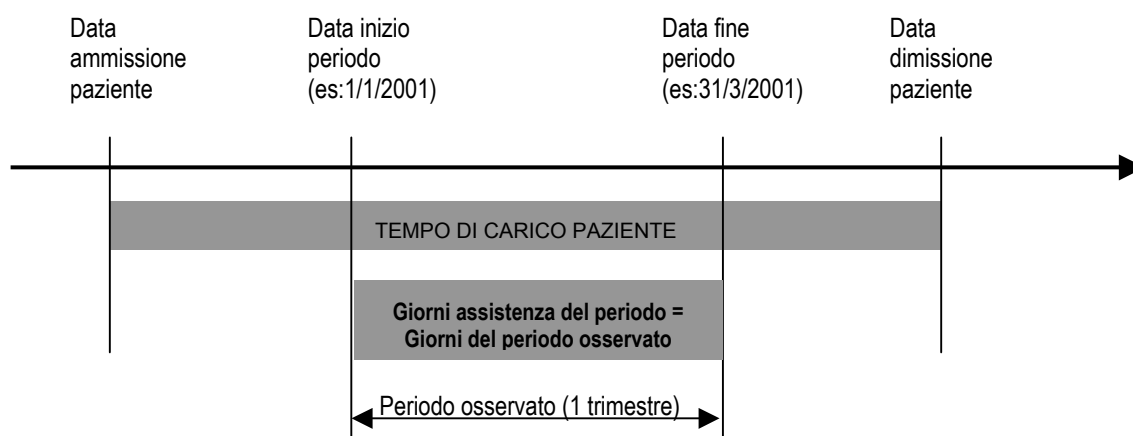 Data
ammissione
paziente
Data inizio
periodo
(es:1/1/2001)
Data fine
periodo
(es:31/3/2001)
Data
dimissione
paziente
TEMPO DI CARICO PAZIENTE
Giorni assistenza del periodo =
Giorni del periodo osservato
Periodo osservato (1 trimestre)